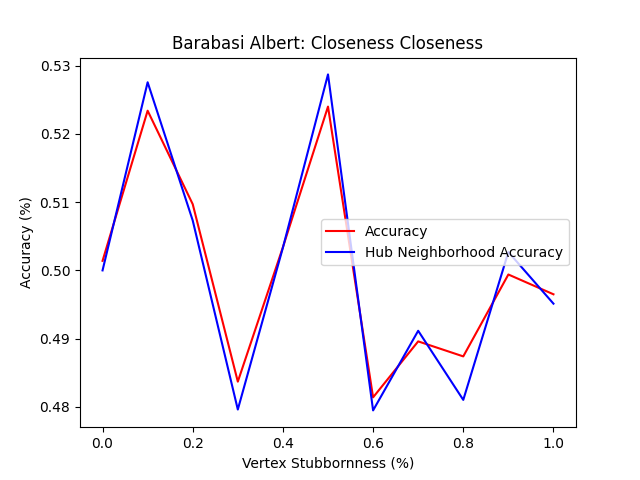 Barabasi Albert: Closeness Closeness
Accuracy (%)
0.53
0.52
0.51
0.50
0.49
0.48
Accuracy
Hub Neighborhood Accuracy
0.0 0.2 0.4 0.6 0.8 1.0
Vertex Stubbornness (%)